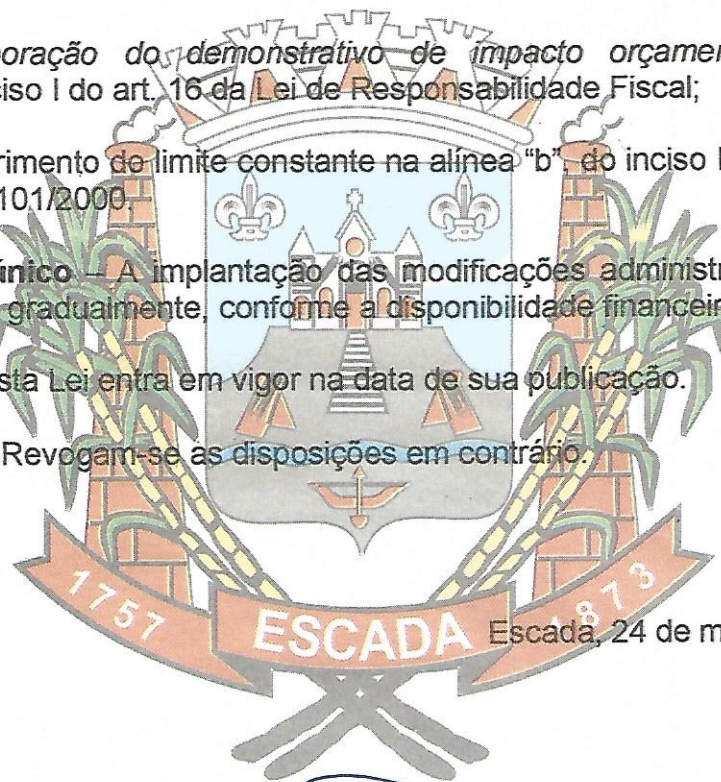 boração do demonstrativo de impacto orçamen
ciso I do art. 16 da Lei de Responsabilidade Fiscal;
rimento do limite constante na alínea "b", do inciso I
101/2000,
único – A implantação das modificações administr
gradualmente, conforme a disponibilidade financeir
sta Lei entra em vigor na data de sua publicação.
Revogam-se as disposições em contrário.
Escada, 24 de m
1757 ESCADA 1873